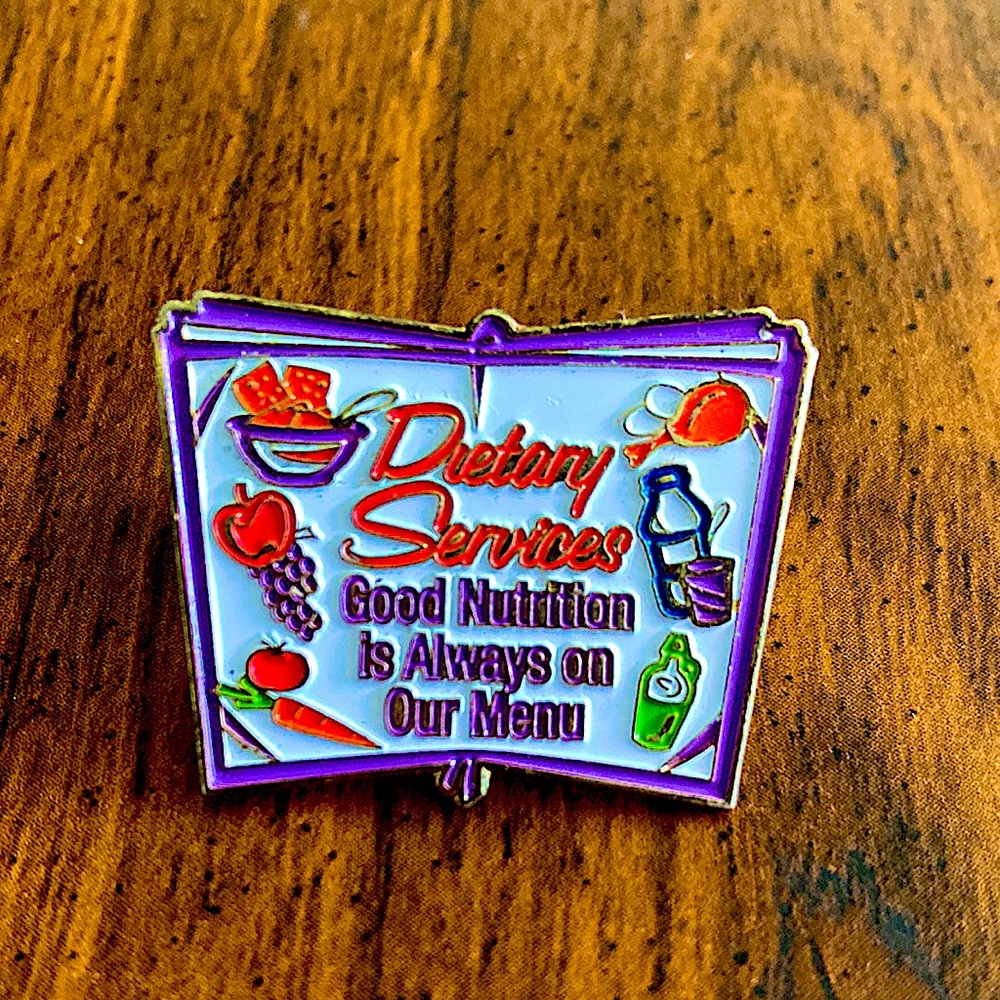 Dietary
Services
Good Nutrition
is Always on
Our Menu